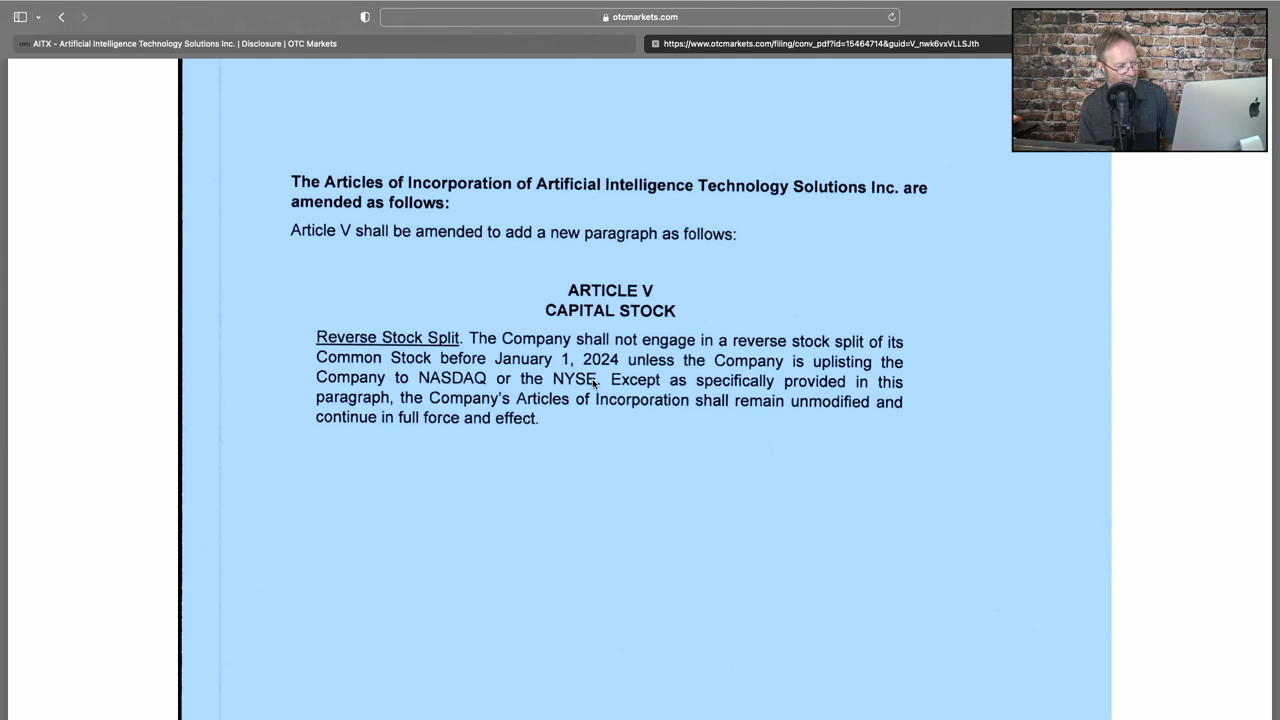 otcmarkets.com
AITX - Artificial Intelligence Technology Solutions Inc. | Disclosure | OTC Markets
https://www.otcmarkets.com/filing/conv_pdf?id=15464714&guid=V_nwk6vxVLLSJth
The Articles of Incorporation of Artificial Intelligence Technology Solutions Inc. are
amended as follows:
Article V shall be amended to add a new paragraph as follows:
ARTICLE V
CAPITAL STOCK
Reverse Stock Split. The Company shall not engage in a reverse stock split of its
Common Stock before January 1, 2024 unless the Company is uplisting the
Company to NASDAQ or the NYSE. Except as specifically provided in this
paragraph, the Company's Articles of Incorporation shall remain unmodified and
continue in full force and effect.